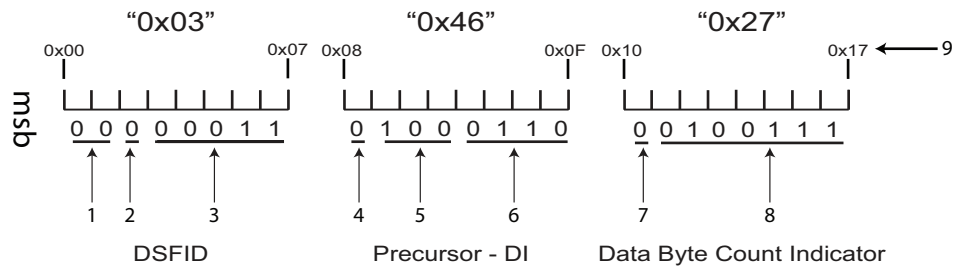 “0x03” “0x46” “0x27”
0x00 0x07 0x08 0x0F 0x10 0x17 9
msb
0 0 0 0 0 0 1 1 0 1 0 0 0 1 1 0 0 0 1 0 0 1 1 1
1 2 3 4 5 6 7 8
DSFID Precursor - DI Data Byte Count Indicator